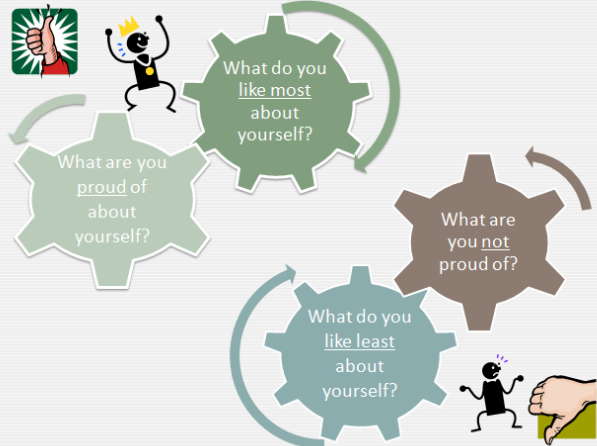 What do you
like most
about
yourself?
What are you
proud of
about
yourself?
What are
you not
proud of?
What do you
like least
about
yourself?